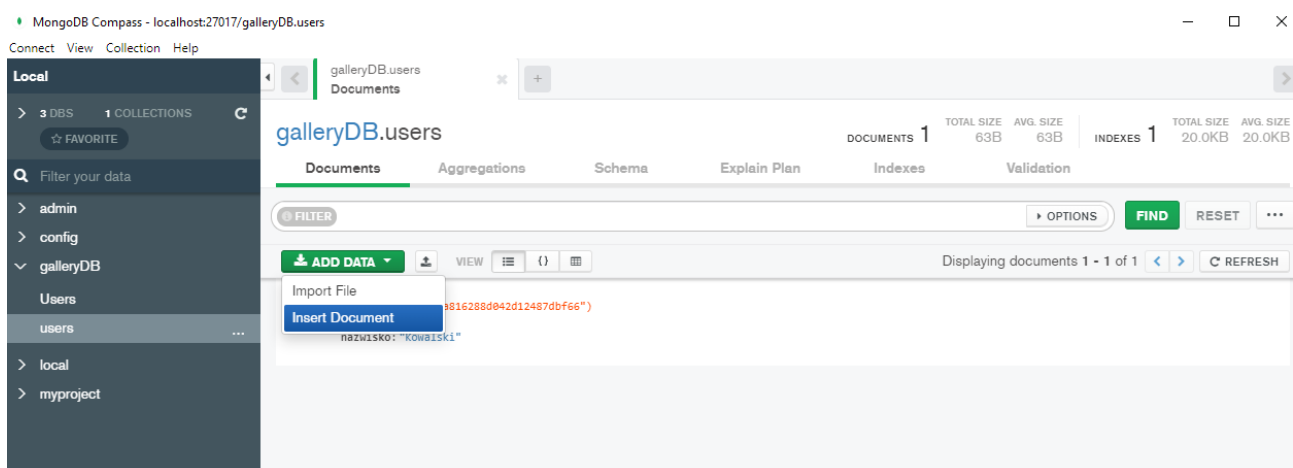 MongoDB Compass - localhost:27017/galleryDB.users
Connect View Collection Help
Local
3 DBS 1 COLLECTIONS
FAVORITE
Filter your data
admin
config
galleryDB
Users
users
...
local
myproject
galleryDB.users
Documents
galleryDB.users
DOCUMENTS 1
TOTAL SIZE AVG. SIZE
63B 63B
INDEXES 1
TOTAL SIZE AVG. SIZE
20.0KB 20.0KB
Documents Aggregations Schema Explain Plan Indexes Validation
FILTER
OPTIONS
FIND RESET ...
ADD DATA
VIEW
{}
Displaying documents 1 - 1 of 1
REFRESH
Import File
Insert Document
a816288d042d12487dbf66")
nazwisko: "Kowalski"